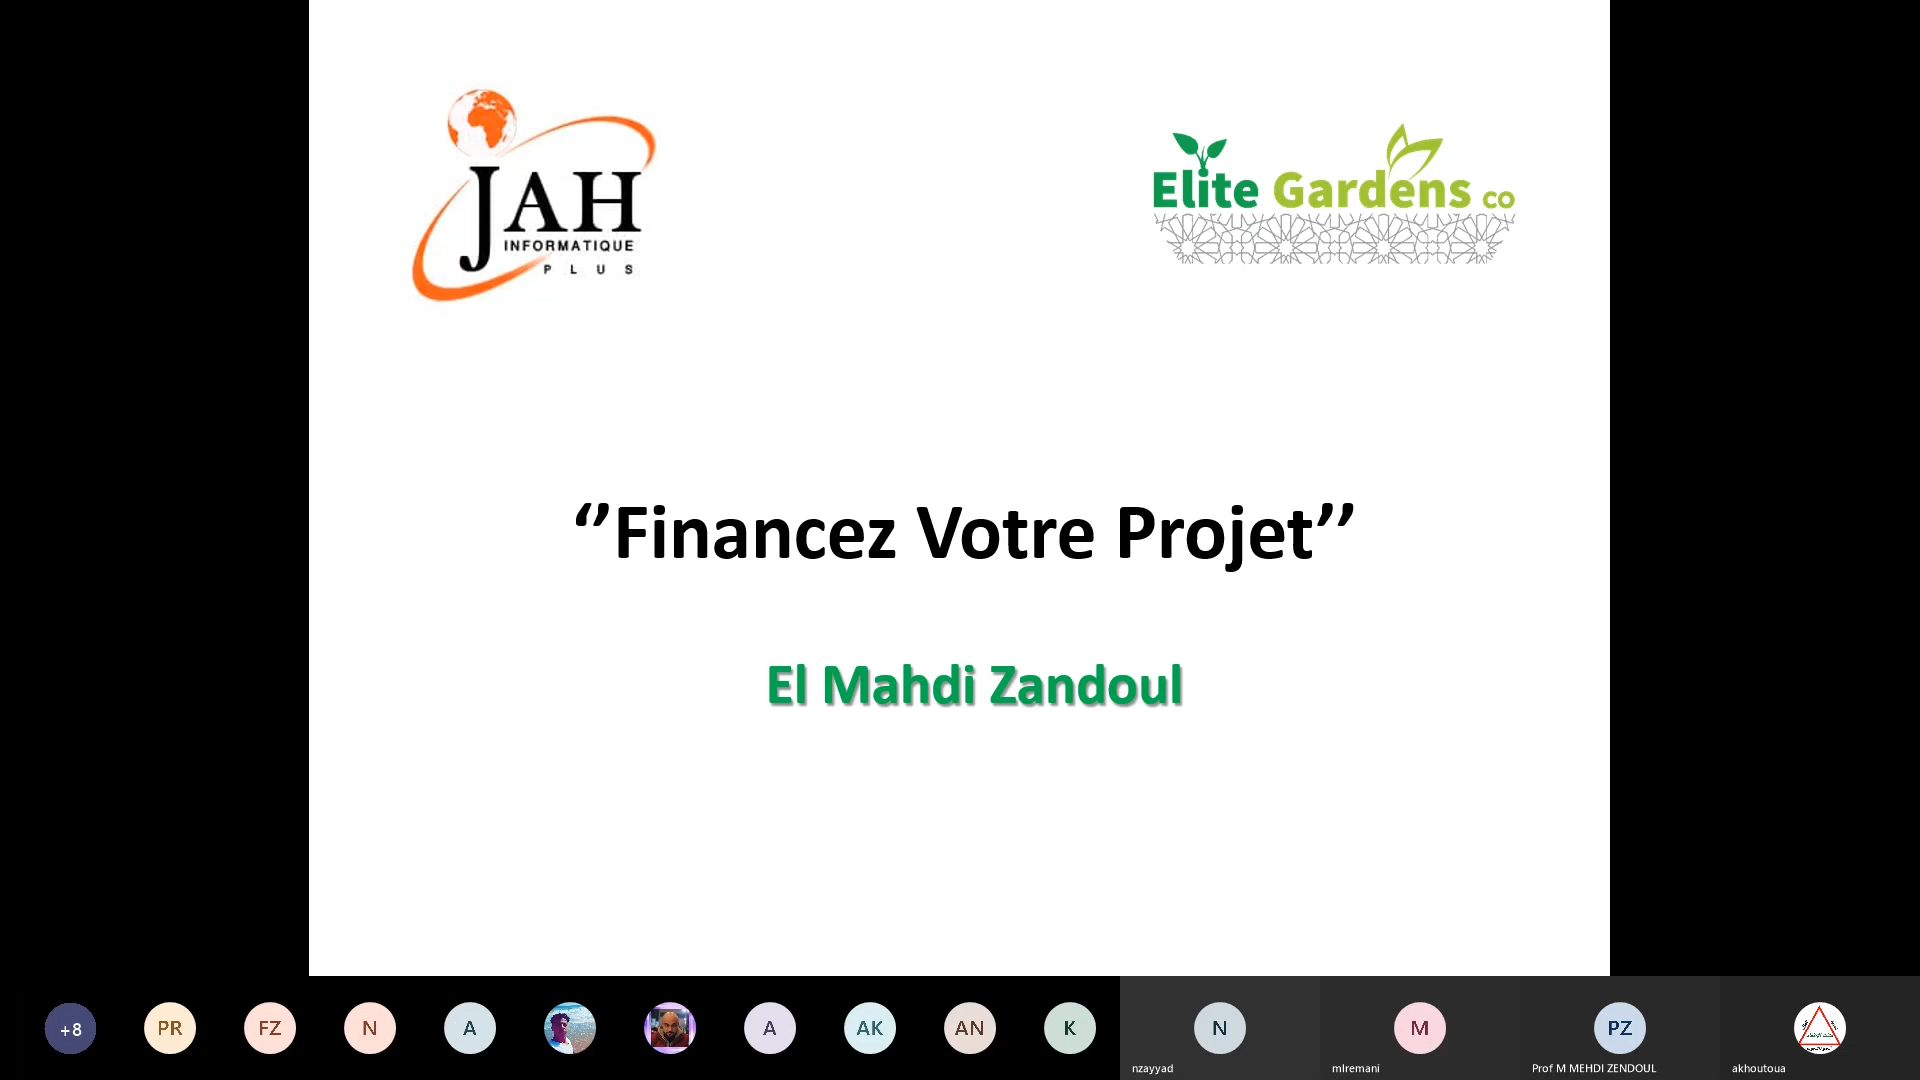 JAH
INFORMATIQUE
PLUS
Elite Gardens co
‘’Financez Votre Projet’’
El Mahdi Zandoul
+8
PR
FZ
N
A
A
AK
AN
K
N
M
PZ
nzayyad
mlremani
Prof M MEHDI ZENDOUL
akhoutoua